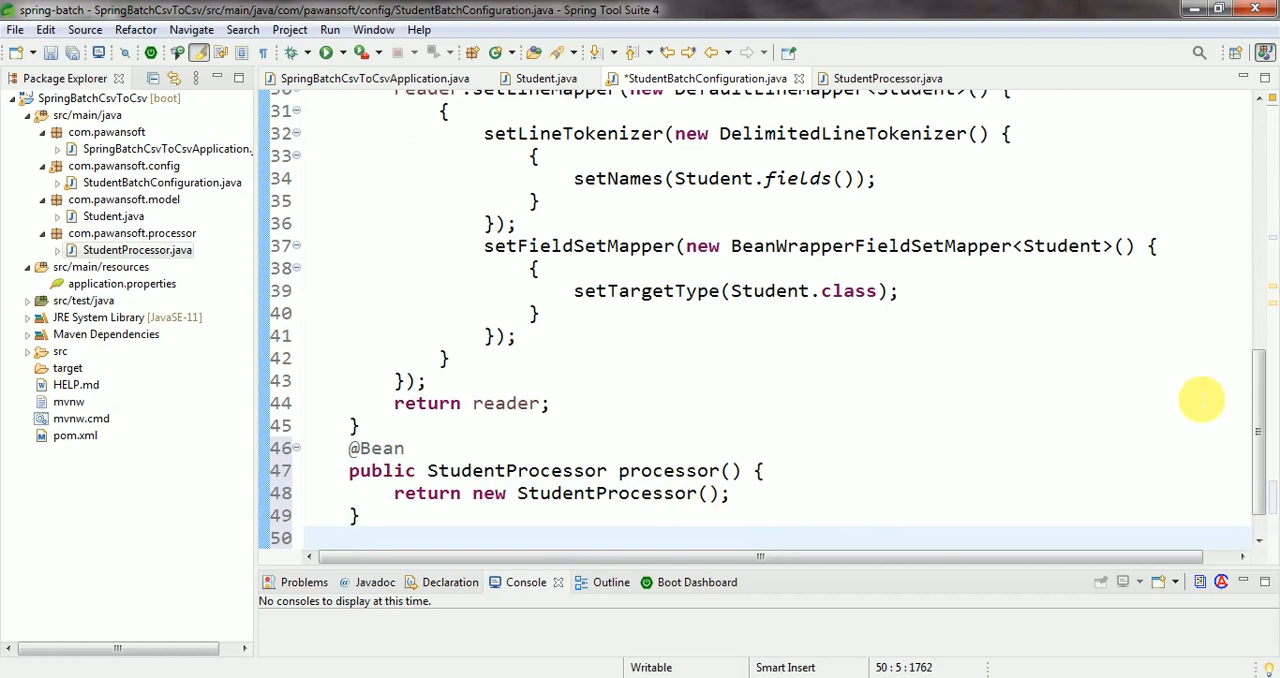 spring-batch - SpringBatchCsvToCsv/src/main/java/com/pawansoft/config/StudentBatchConfiguration.java - Spring Tool Suite 4
File Edit Source Refactor Navigate Search Project Run Window Help
Package Explorer
SpringBatchCsvToCsvApplication.java Student.java *StudentBatchConfiguration.java StudentProcessor.java
SpringBatchCsvToCsv [boot]
src/main/java
com.pawansoft
SpringBatchCsvToCsvApplication.
com.pawansoft.config
StudentBatchConfiguration.java
com.pawansoft.model
Student.java
com.pawansoft.processor
StudentProcessor.java
src/main/resources
application.properties
src/test/java
JRE System Library [JavaSE-11]
Maven Dependencies
src
target
HELP.md
mvnw
mvnw.cmd
pom.xml
30 reader.setLineMapper(new DefaultLineMapper<Student>() {
31 {
32 setLineTokenizer(new DelimitedLineTokenizer() {
33 {
34 setNames(Student.fields());
35 }
36 });
37 setFieldSetMapper(new BeanWrapperFieldSetMapper<Student>() {
38 {
39 setTargetType(Student.class);
40 }
41 });
42 }
43 });
44 return reader;
45 }
46 @Bean
47 public StudentProcessor processor() {
48 return new StudentProcessor();
49 }
50
Problems @ Javadoc Declaration Console Outline Boot Dashboard
No consoles to display at this time.
Writable Smart Insert 50 : 5 : 1762